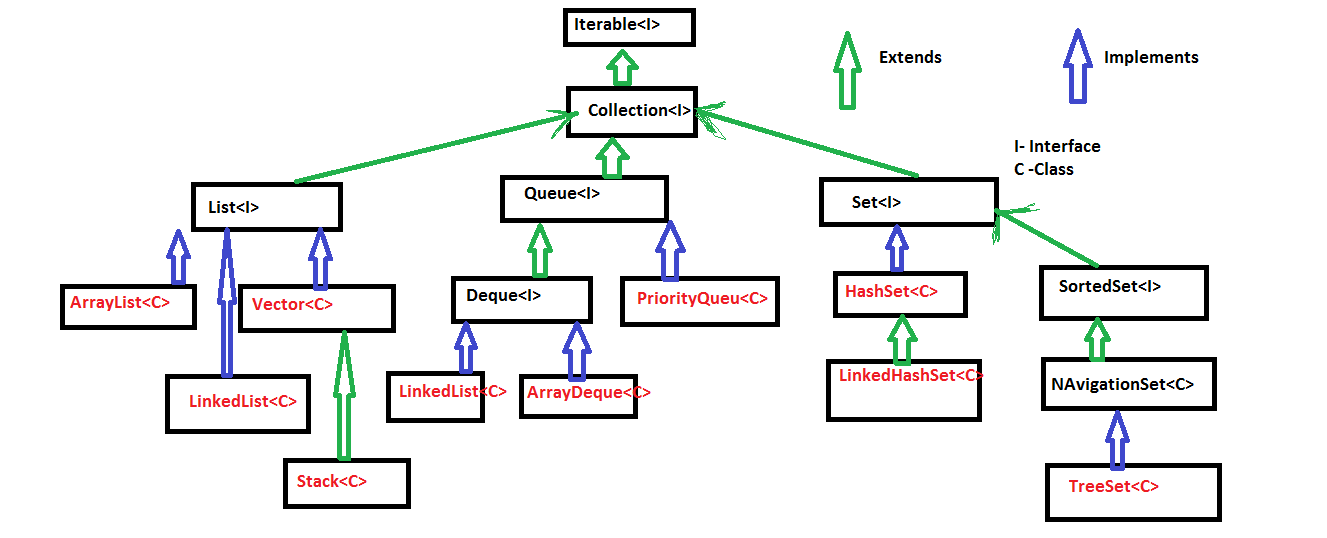 Iterable<I>
Extends
Implements
Collection<I>
I- Interface
C -Class
List<I>
Queue<I>
Set<I>
ArrayList<C>
Vector<C>
Deque<I>
PriorityQueu<C>
HashSet<C>
SortedSet<I>
LinkedList<C>
LinkedList<C>
ArrayDeque<C>
LinkedHashSet<C>
NAvigationSet<C>
Stack<C>
TreeSet<C>